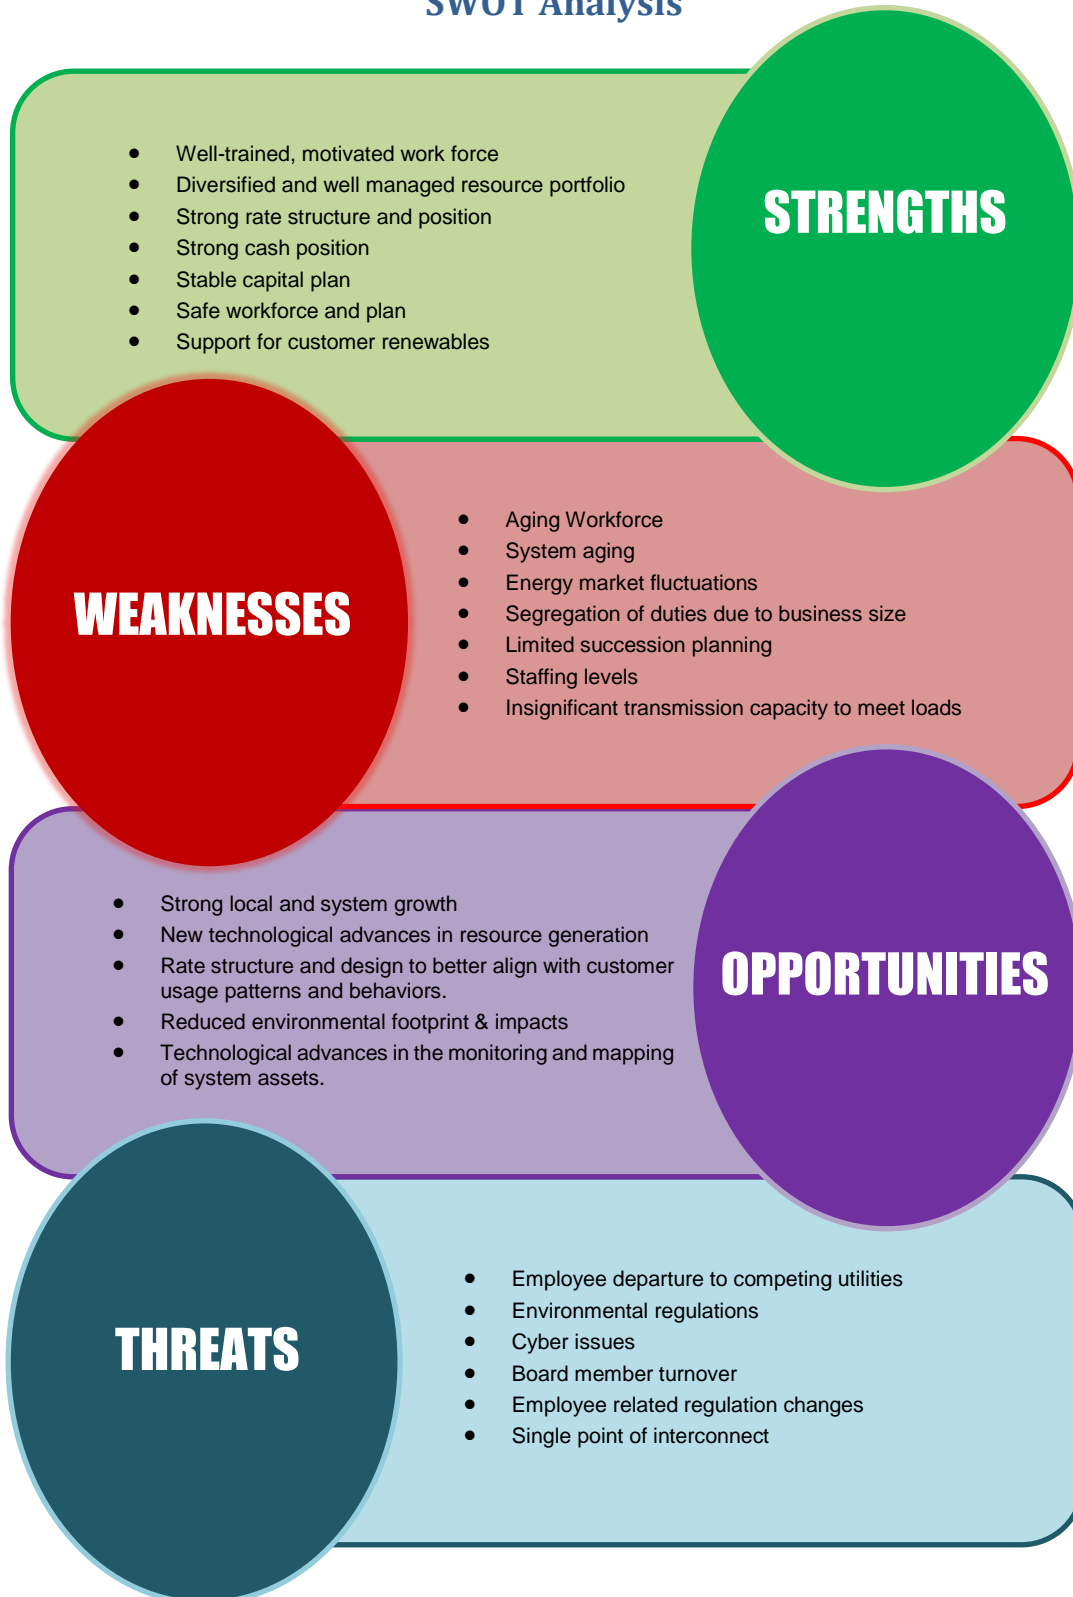 SWOT Analysis
• Well-trained, motivated work force
• Diversified and well managed resource portfolio
• Strong rate structure and position
• Strong cash position
• Stable capital plan
• Safe workforce and plan
• Support for customer renewables
STRENGTHS
WEAKNESSES
• Aging Workforce
• System aging
• Energy market fluctuations
• Segregation of duties due to business size
• Limited succession planning
• Staffing levels
• Insignificant transmission capacity to meet loads
• Strong local and system growth
• New technological advances in resource generation
• Rate structure and design to better align with customer
usage patterns and behaviors.
• Reduced environmental footprint & impacts
• Technological advances in the monitoring and mapping
of system assets.
OPPORTUNITIES
THREATS
• Employee departure to competing utilities
• Environmental regulations
• Cyber issues
• Board member turnover
• Employee related regulation changes
• Single point of interconnect